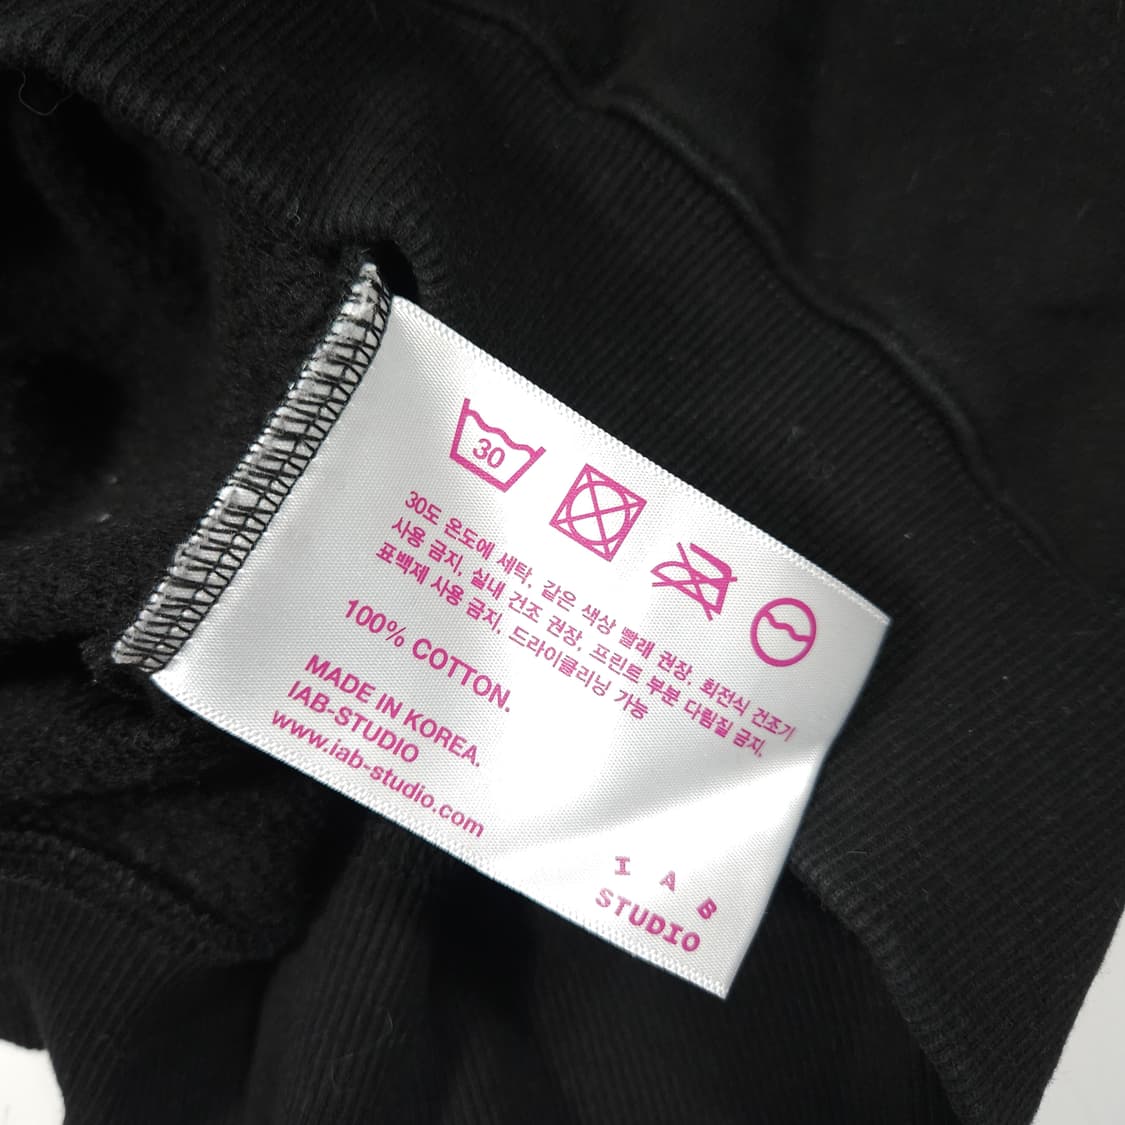 30
30도 온도에 세탁, 같은 색상 빨래 권장, 회전식 건조기
사용 금지, 실내 건조 권장, 프린트 부분 다림질 금지,
표백제 사용 금지, 드라이클리닝 가능
100% COTTON.
MADE IN KOREA.
IAB-STUDIO
www.iab-studio.com
I A B
STUDIO